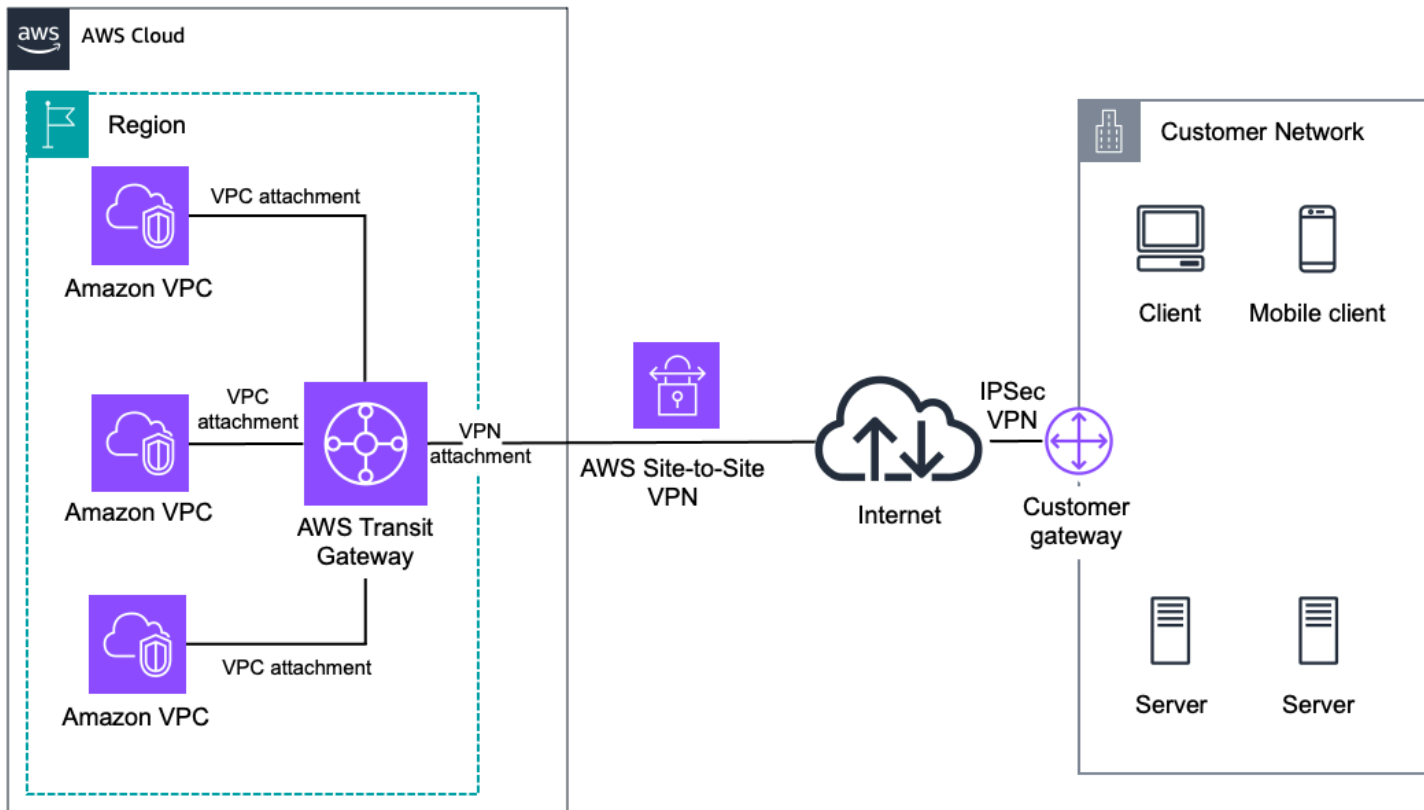 aws
AWS Cloud
Region
VPC attachment
Amazon VPC
VPC
attachment
Amazon VPC
AWS Transit
Gateway
VPC attachment
Amazon VPC
VPN
attachment
AWS Site-to-Site
VPN
Internet
IPSec
VPN
Customer
gateway
Customer Network
Client
Mobile client
Server
Server